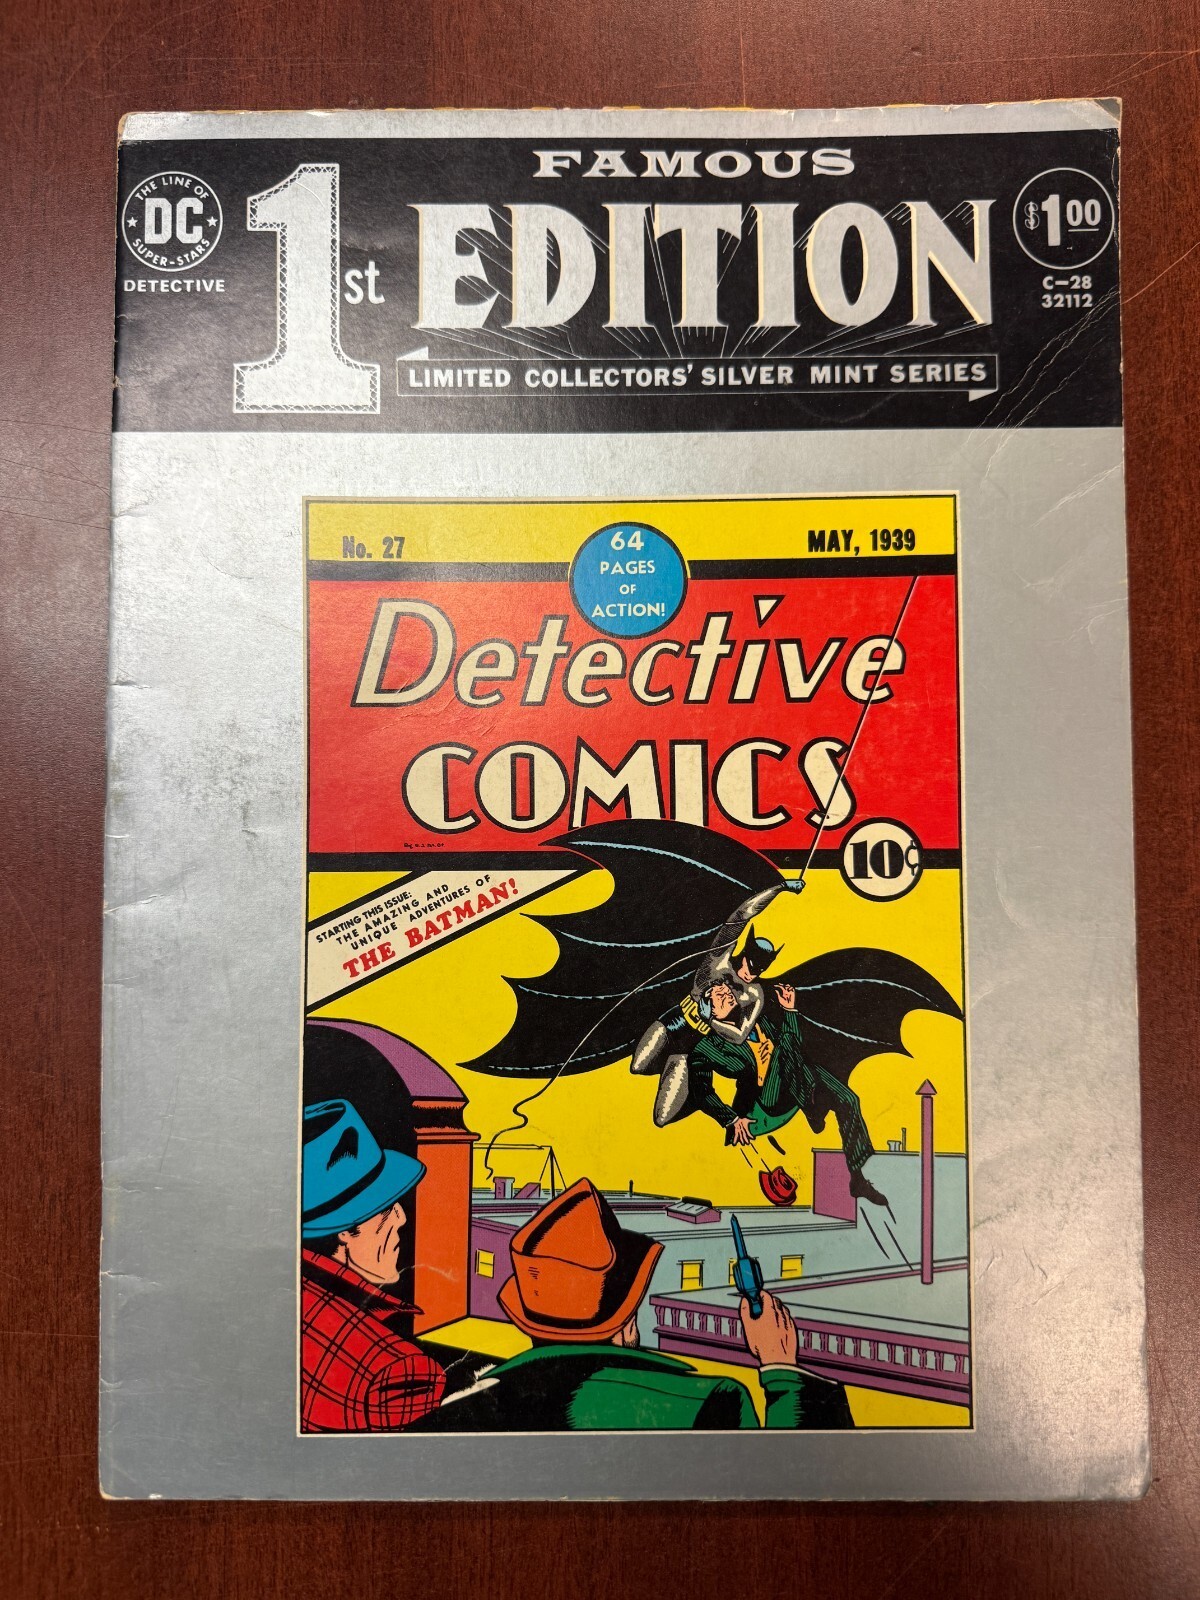 THE LINE OF
DC
SUPER-STARS
DETECTIVE
1st
FAMOUS
EDITION
LIMITED COLLECTORS' SILVER MINT SERIES
$1.00
C-28
32112
No. 27
64
PAGES
OF
ACTION!
MAY, 1939
Detective
COMICS
10¢
STARTING THIS ISSUE:
THE AMAZING AND
UNIQUE ADVENTURES OF
THE BATMAN!